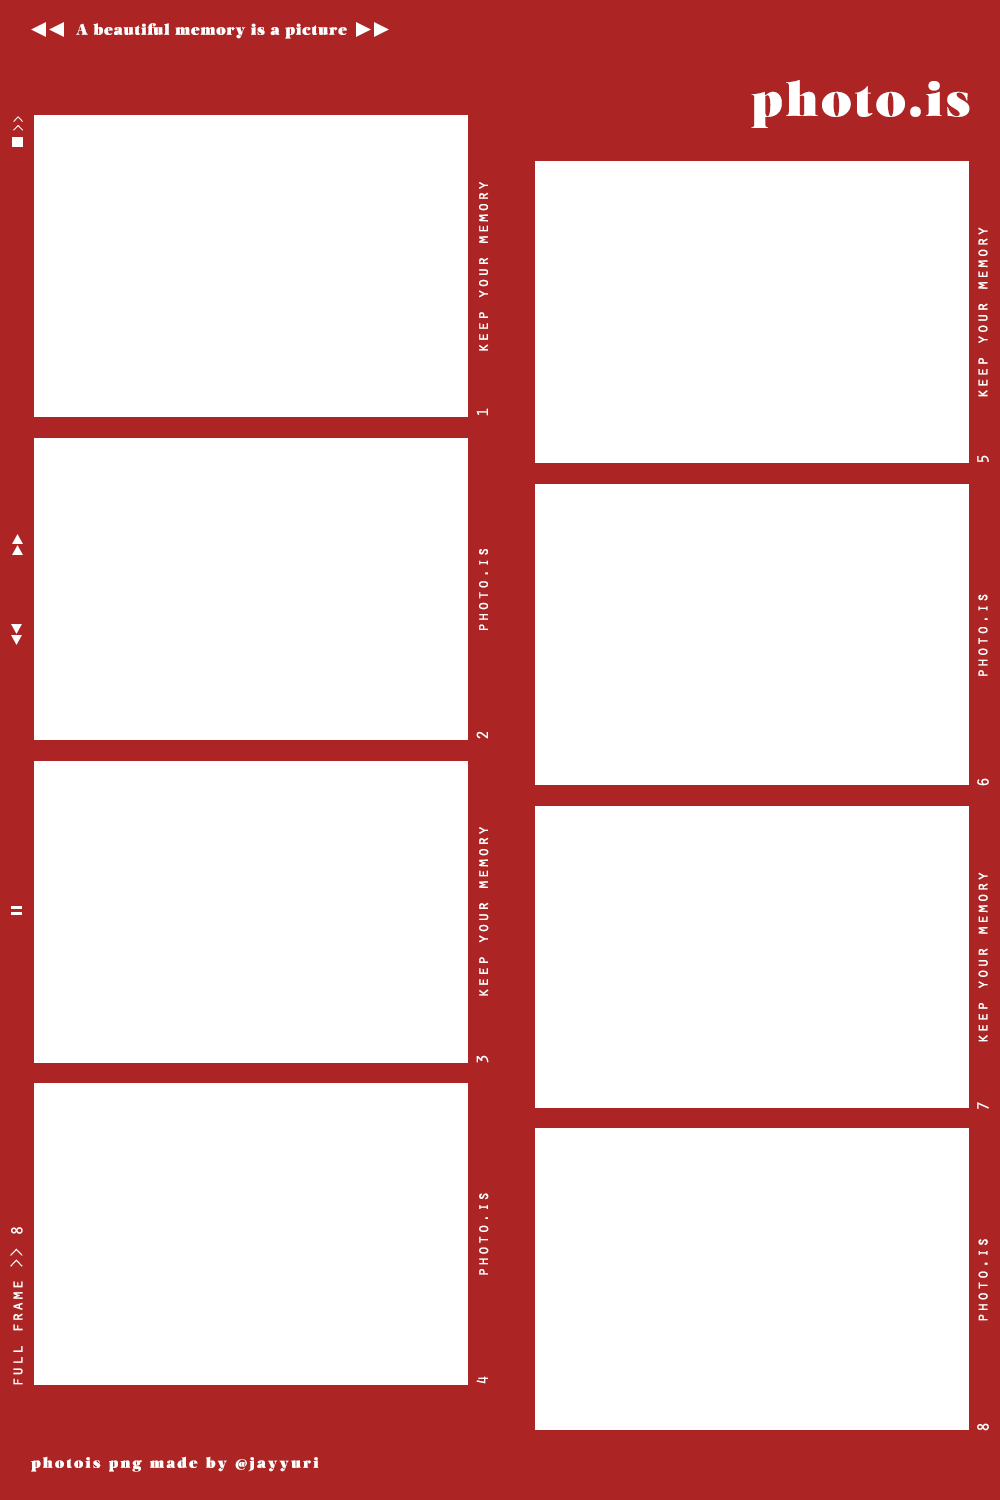 ◀◀ A beautiful memory is a picture ▶▶
photo.is
KEEP YOUR MEMORY
1
PHOTO.IS
2
KEEP YOUR MEMORY
3
PHOTO.IS
4
FULL FRAME >> 8
KEEP YOUR MEMORY
5
PHOTO.IS
6
KEEP YOUR MEMORY
7
PHOTO.IS
8
photois png made by @jayyuri